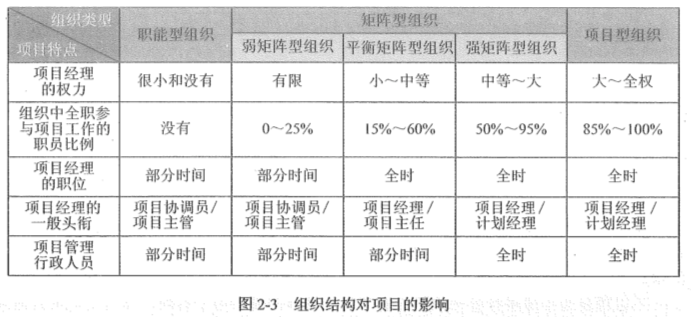 组织类型
项目特点
职能型组织
矩阵型组织
项目型组织
弱矩阵型组织
平衡矩阵型组织
强矩阵型组织
项目经理
的权力
很小和没有
有限
小~中等
中等~大
大~全权
组织中全职参
与项目工作的
职员比例
没有
0~25%
15%~60%
50%~95%
85%~100%
项目经理
的职位
部分时间
部分时间
全时
全时
全时
项目经理的
一般头衔
项目协调员/
项目主管
项目协调员/
项目主管
项目经理/
项目主任
项目经理/
计划经理
项目经理/
计划经理
项目管理
行政人员
部分时间
部分时间
部分时间
全时
全时
图 2-3 组织结构对项目的影响